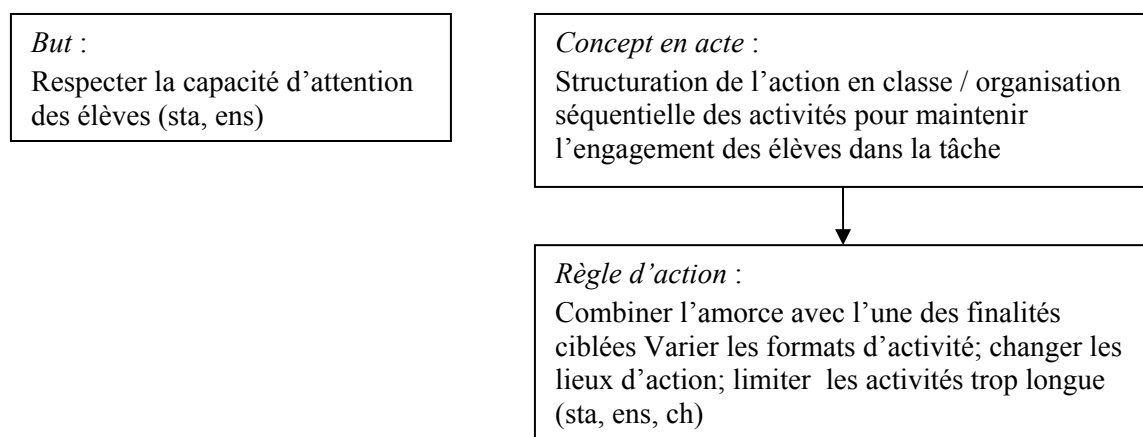 But :
Respecter la capacité d’attention
des élèves (sta, ens)
Concept en acte :
Structuration de l’action en classe / organisation
séquentielle des activités pour maintenir
l’engagement des élèves dans la tâche
Règle d’action :
Combiner l’amorce avec l’une des finalités
ciblées Varier les formats d’activité; changer les
lieux d’action; limiter les activités trop longue
(sta, ens, ch)